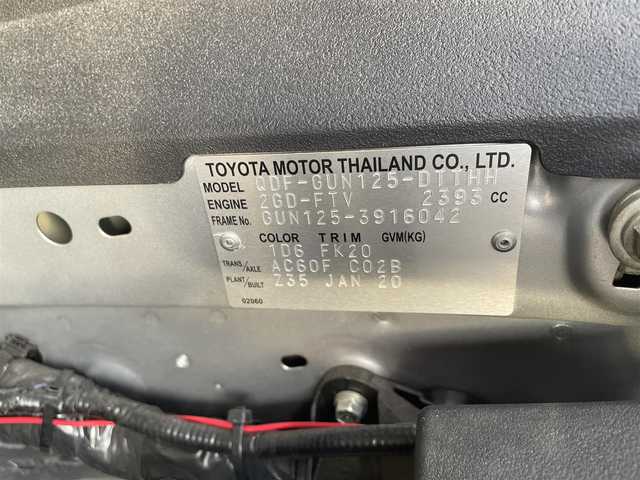 TOYOTA MOTOR THAILAND CO., LTD.
MODEL QDF-GUN125-DTTHH
ENGINE 2GD-FTV 2393 CC
FRAME No. GUN125-3916042
COLOR TRIM GVM(KG)
1D6 FK20
TRANS/AXLE AC60F C02B
PLANT/BUILT Z35 JAN 20
02060